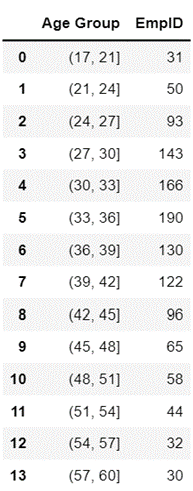 Age Group EmpID
0 (17, 21] 31
1 (21, 24] 50
2 (24, 27] 93
3 (27, 30] 143
4 (30, 33] 166
5 (33, 36] 190
6 (36, 39] 130
7 (39, 42] 122
8 (42, 45] 96
9 (45, 48] 65
10 (48, 51] 58
11 (51, 54] 44
12 (54, 57] 32
13 (57, 60] 30